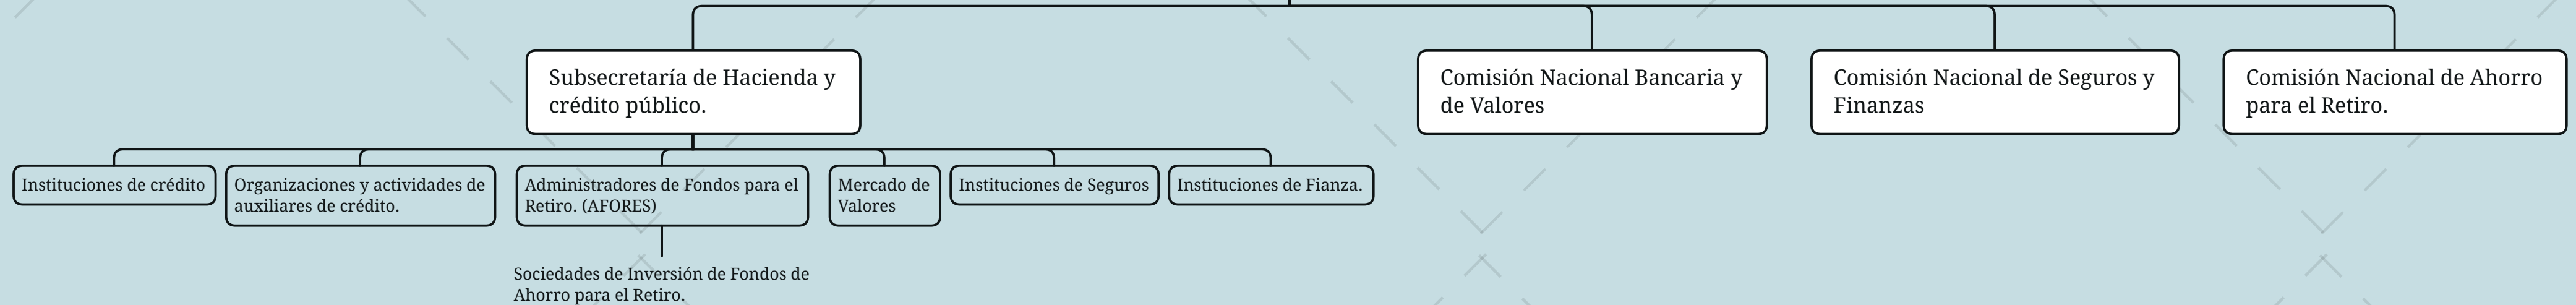 Subsecretaría de Hacienda y
crédito público.
Comisión Nacional Bancaria y
de Valores
Comisión Nacional de Seguros y
Finanzas
Comisión Nacional de Ahorro
para el Retiro.
Instituciones de crédito
Organizaciones y actividades de
auxiliares de crédito.
Administradores de Fondos para el
Retiro. (AFORES)
Mercado de
Valores
Instituciones de Seguros
Instituciones de Fianza.
Sociedades de Inversión de Fondos de
Ahorro para el Retiro.